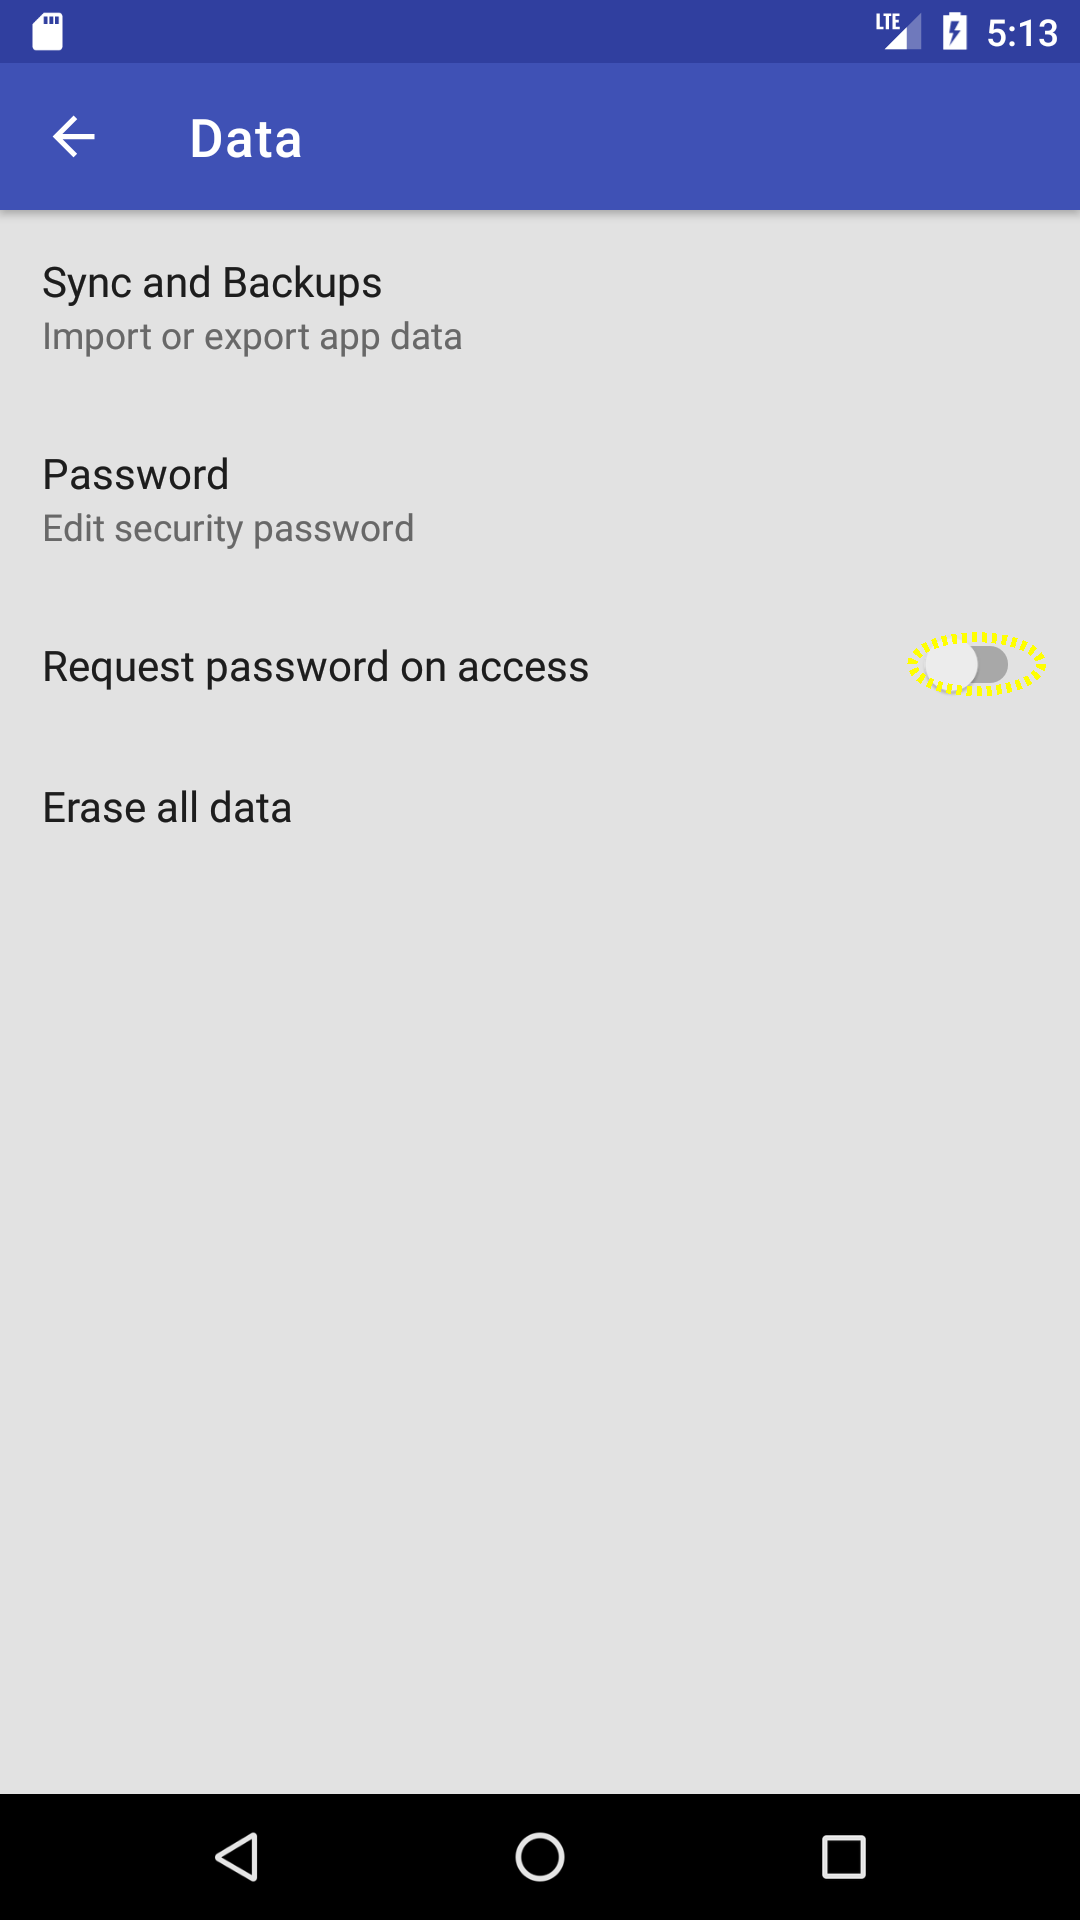 LTE 5:13
Data
Sync and Backups
Import or export app data
Password
Edit security password
Request password on access
Erase all data